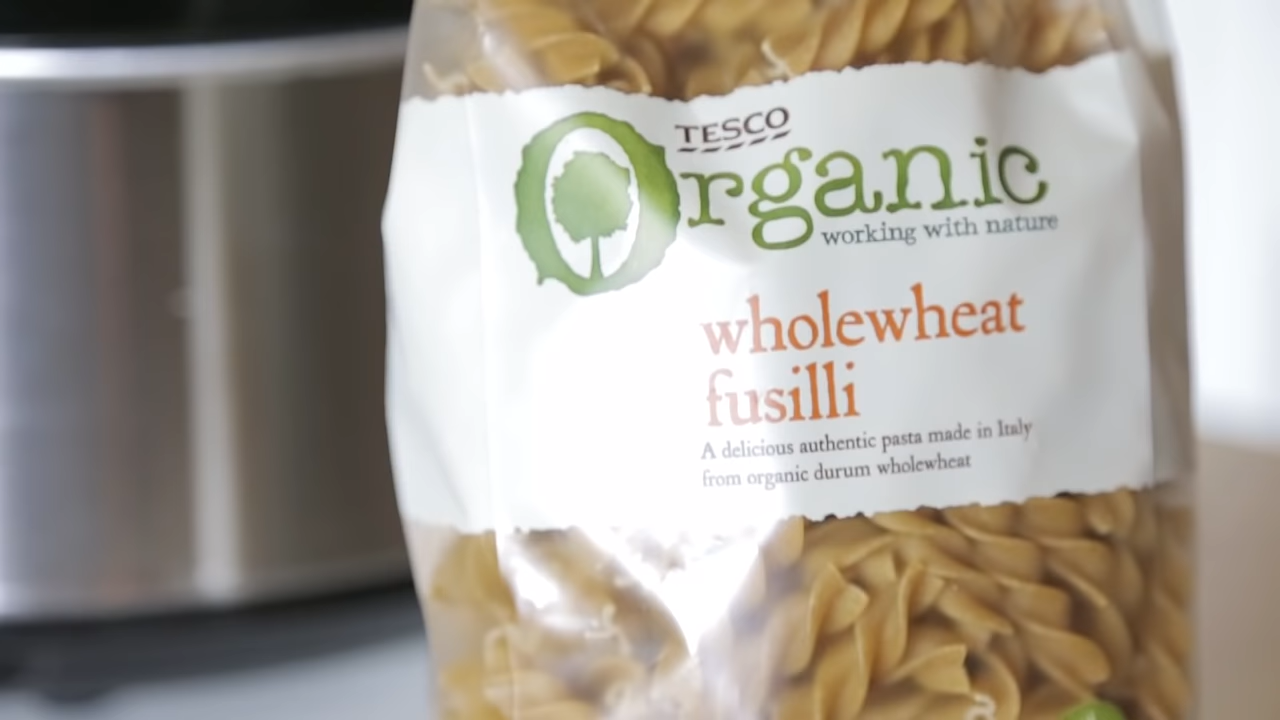 TESCO
Organic
working with nature
wholewheat
fusilli
A delicious authentic pasta made in Italy
from organic durum wholewheat